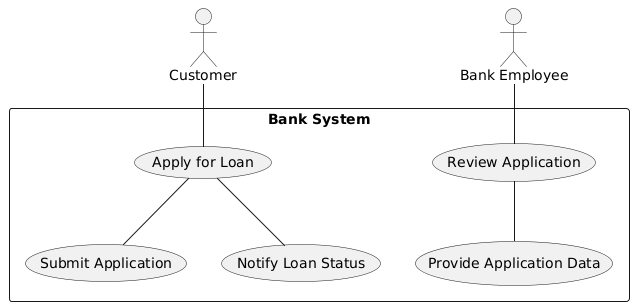 Customer
Bank Employee
Bank System
Apply for Loan
Review Application
Submit Application
Notify Loan Status
Provide Application Data